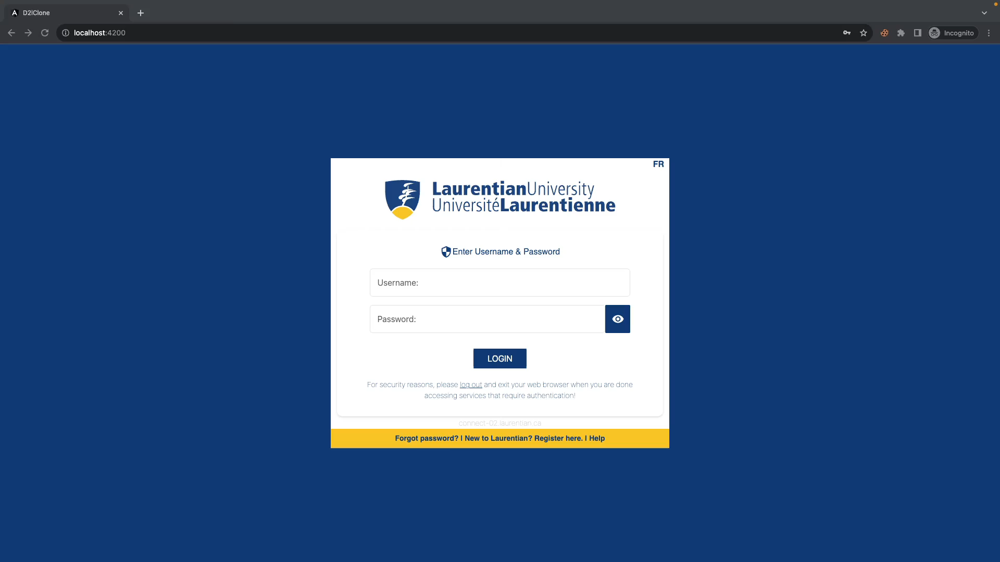 D2lClone
localhost:4200
Incognito
FR
LaurentianUniversity
UniversitéLaurentienne
Enter Username & Password
Username:
Password:
LOGIN
For security reasons, please log out and exit your web browser when you are done
accessing services that require authentication!
connect-02.laurentian.ca
Forgot password? | New to Laurentian? Register here. | Help